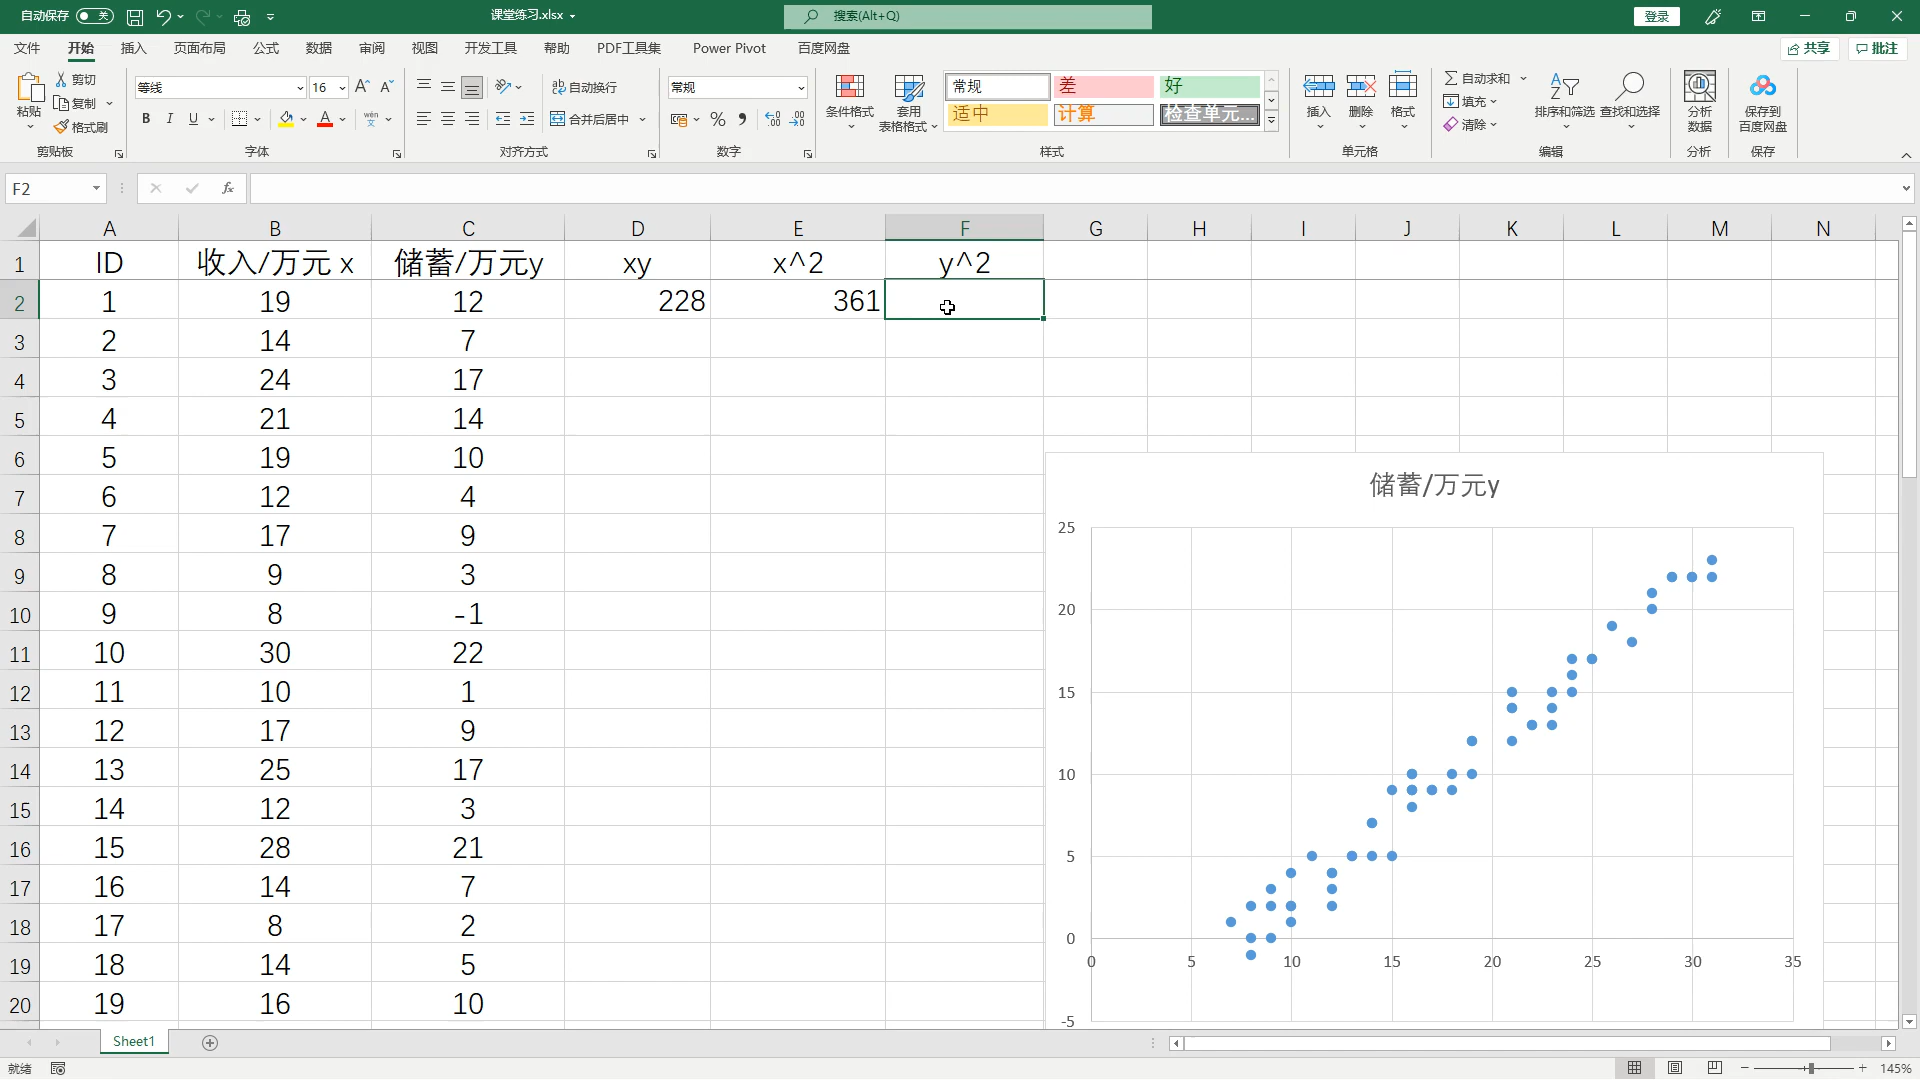 自动保存 关 课堂练习.xlsx 搜索(Alt+Q) 登录
文件 开始 插入 页面布局 公式 数据 审阅 视图 开发工具 帮助 PDF工具集 Power Pivot 百度网盘 共享 批注
粘贴 剪切 复制 格式刷 剪贴板
等线 16 A A B I U A wén 文 字体
自动换行 合并后居中 对齐方式
常规 % 数字
条件格式 套用 表格格式 常规 差 好 适中 计算 检查单元... 样式
插入 删除 格式 单元格
自动求和 填充 清除 排序和筛选 查找和选择 编辑
分析 数据 分析
保存到 百度网盘 保存
F2 fx
A B C D E F G H I J K L M N
1 ID 收入/万元 x 储蓄/万元y xy x^2 y^2
2 1 19 12 228 361
3 2 14 7
4 3 24 17
5 4 21 14
6 5 19 10
7 6 12 4
8 7 17 9
9 8 9 3
10 9 8 -1
11 10 30 22
12 11 10 1
13 12 17 9
14 13 25 17
15 14 12 3
16 15 28 21
17 16 14 7
18 17 8 2
19 18 14 5
20 19 16 10
储蓄/万元y
25
20
15
10
5
0
-5
0 5 10 15 20 25 30 35
Sheet1
就绪 145%